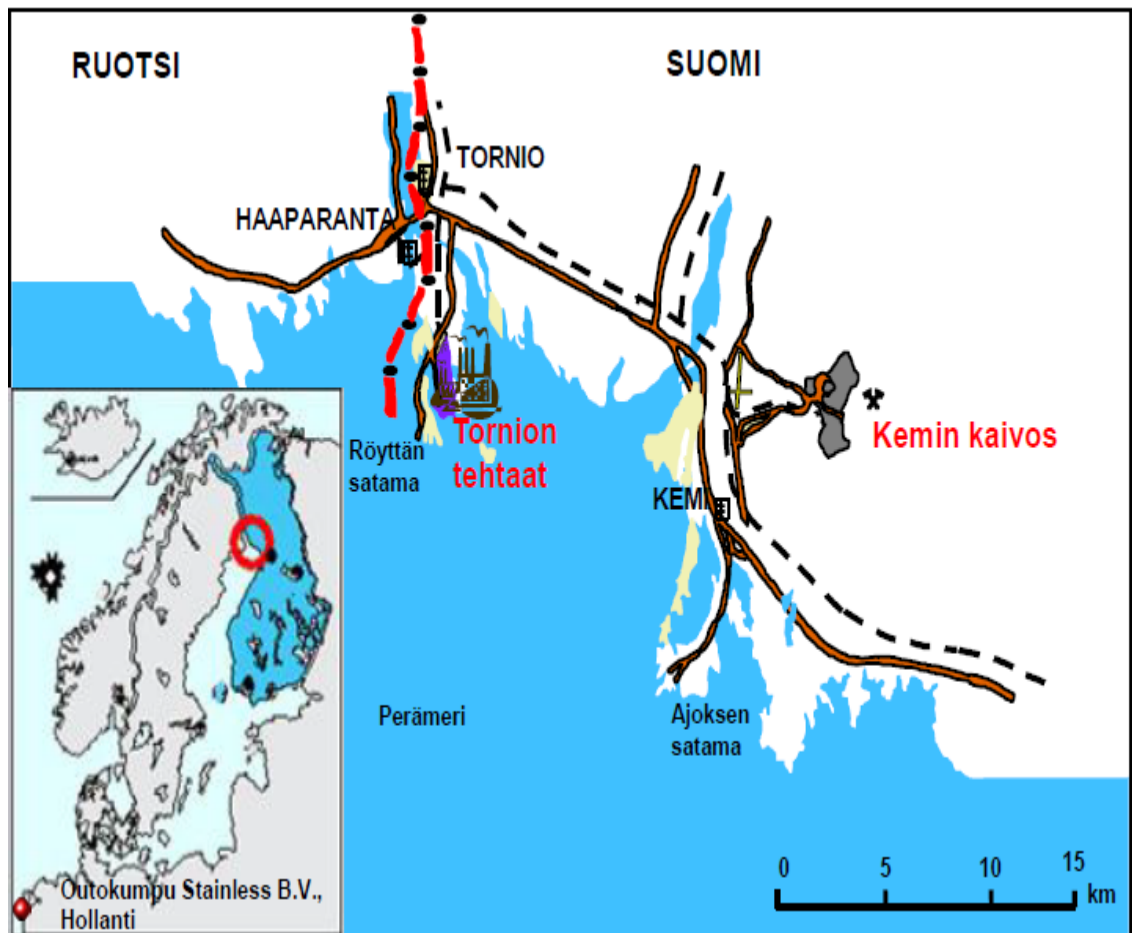 RUOTSI
SUOMI
TORNIO
HAAPARANTA
Röyttän
satama
Tornion
tehtaat
Kemin kaivos
KEMI
Perämeri
Ajoksen
satama
Outokumpu Stainless B.V.,
Hollanti
0 5 10 15
km